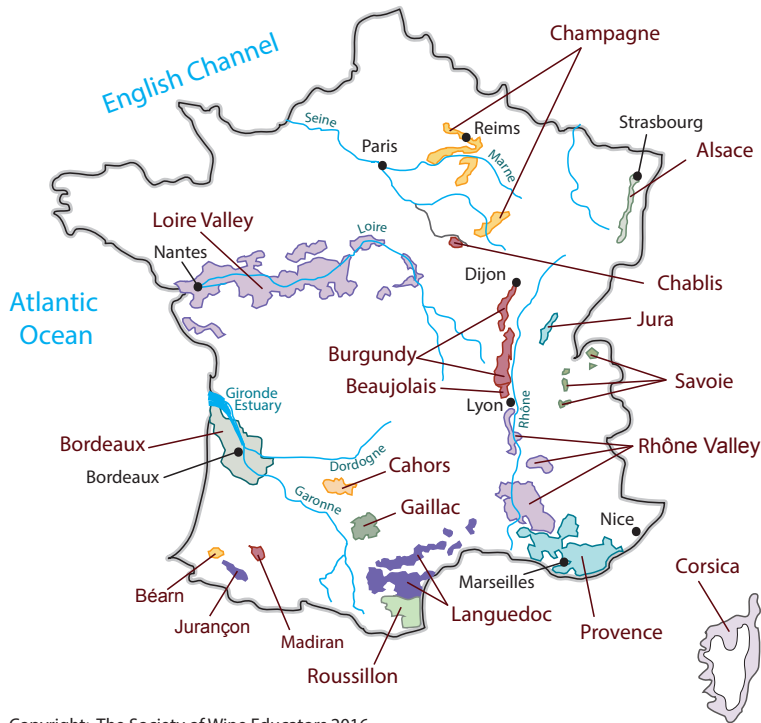 Champagne
English Channel
Seine
Reims
Strasbourg
Paris
Marne
Alsace
Loire Valley
Loire
Nantes
Dijon
Chablis
Atlantic
Ocean
Jura
Burgundy
Beaujolais
Savoie
Gironde
Estuary
Lyon
Rhône
Bordeaux
Rhône Valley
Bordeaux
Dordogne
Cahors
Garonne
Gaillac
Nice
Marseilles
Corsica
Béarn
Jurançon
Madiran
Languedoc
Provence
Roussillon